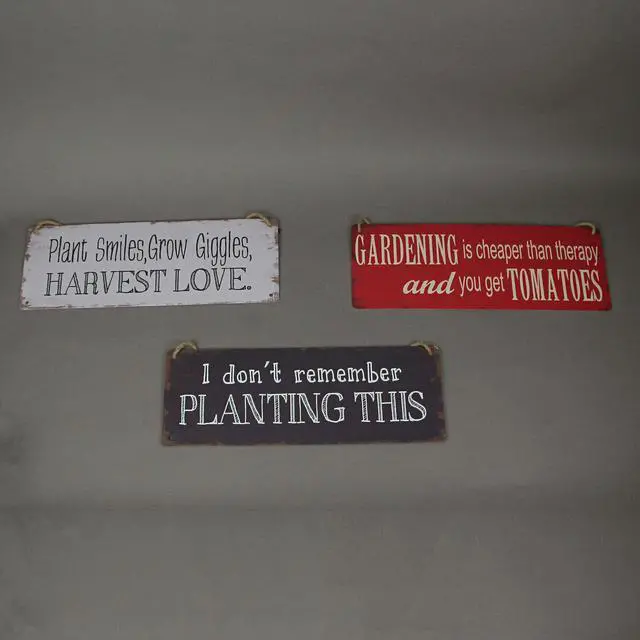 Plant Smiles,Grow Giggles,
HARVEST LOVE.
GARDENING is cheaper than therapy
and you get TOMATOES
I don't remember
PLANTING THIS